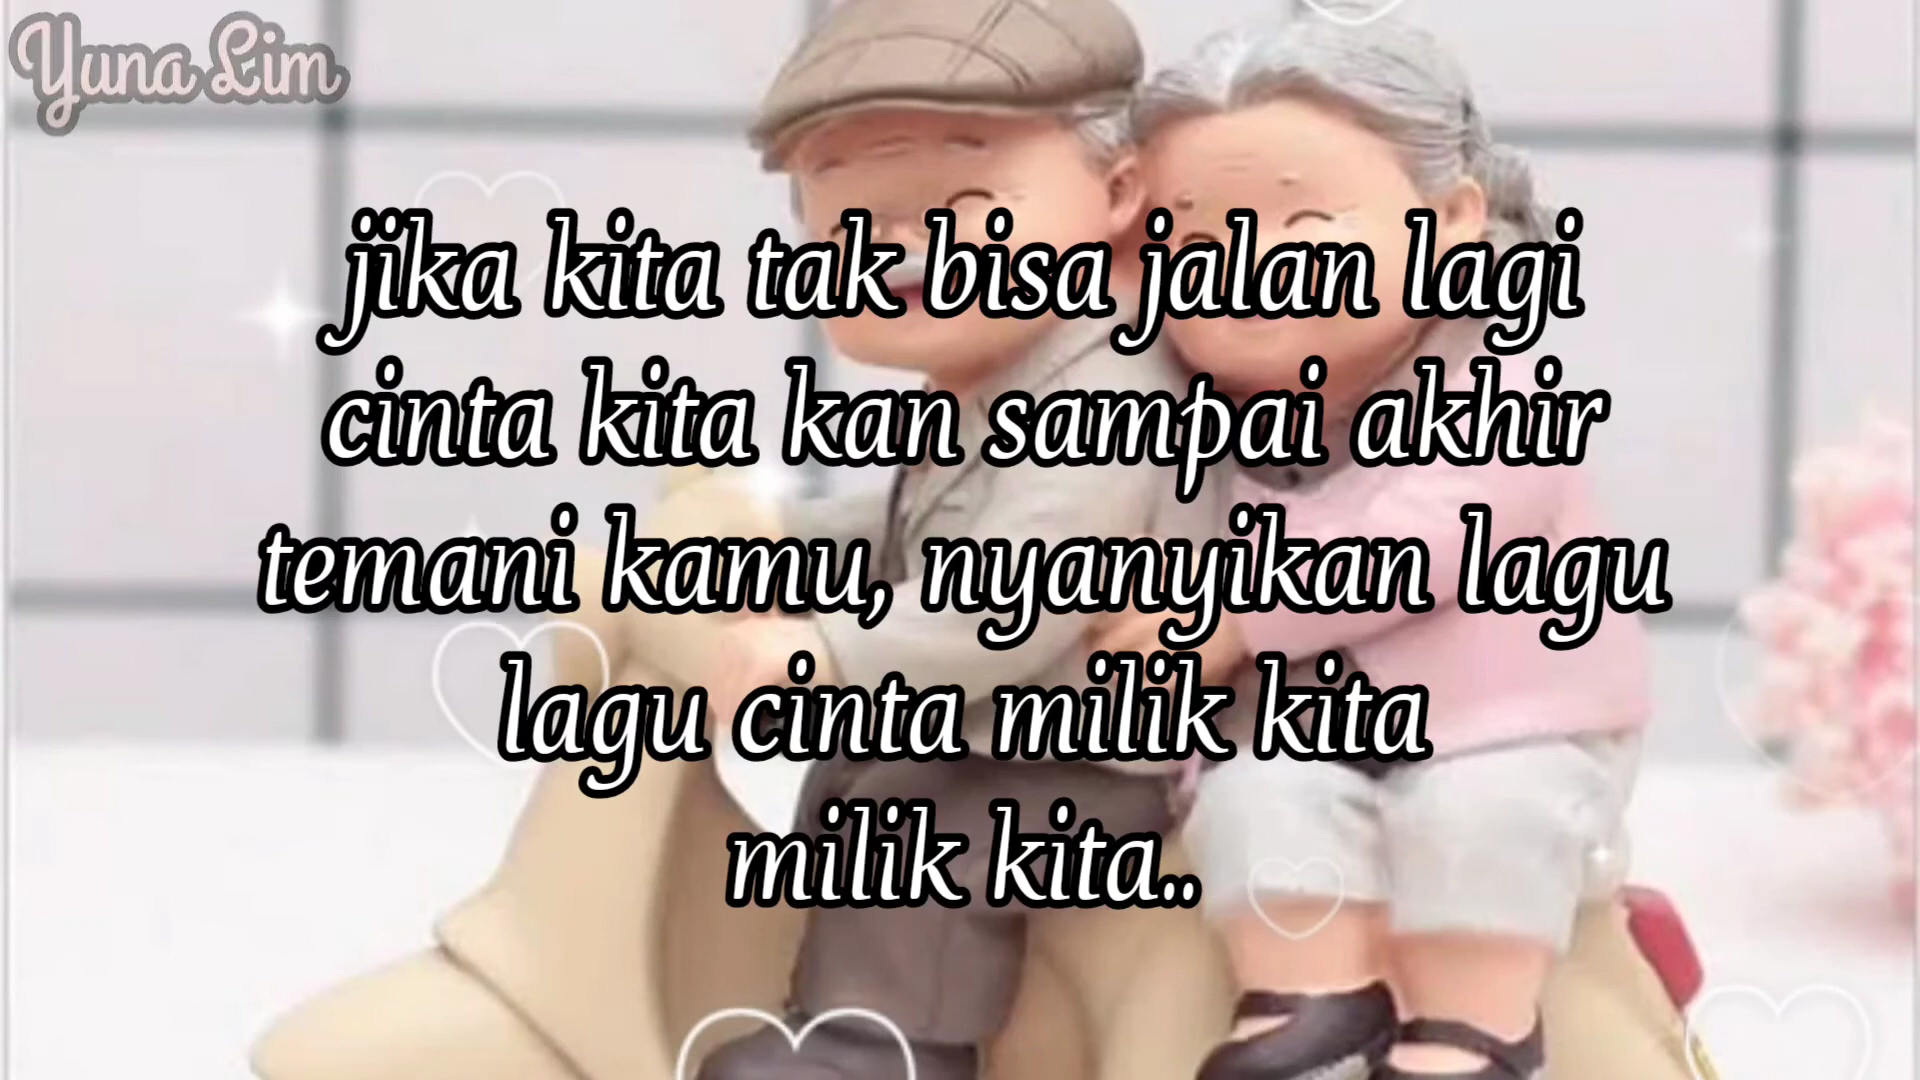 Yuna Lim
jika kita tak bisa jalan lagi
cinta kita kan sampai akhir
temani kamu, nyanyikan lagu
lagu cinta milik kita
milik kita..